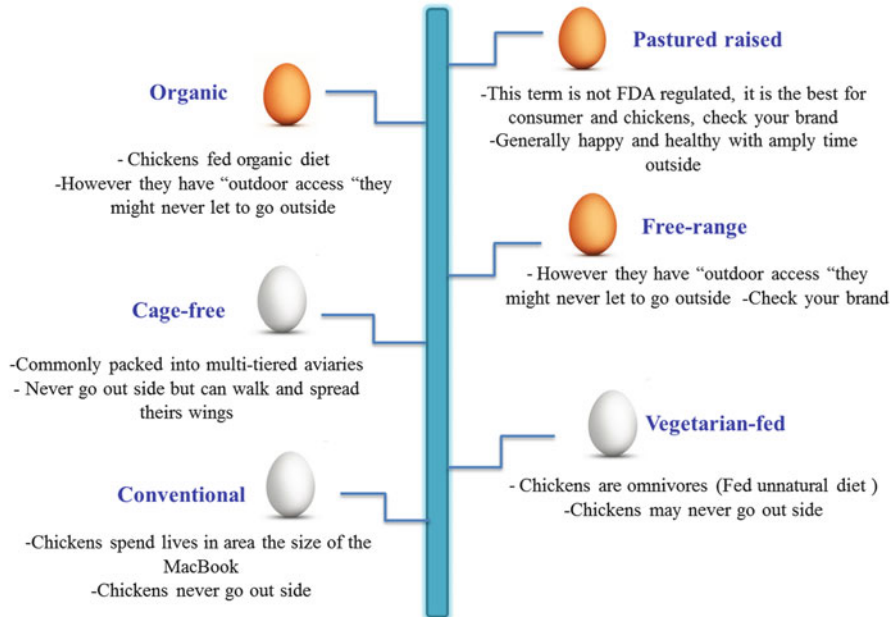 Pastured raised
-This term is not FDA regulated, it is the best for
consumer and chickens, check your brand
-Generally happy and healthy with amply time
outside
Organic
- Chickens fed organic diet
-However they have “outdoor access “they
might never let to go outside
Free-range
- However they have “outdoor access “they
might never let to go outside -Check your brand
Cage-free
-Commonly packed into multi-tiered aviaries
- Never go out side but can walk and spread
theirs wings
Vegetarian-fed
- Chickens are omnivores (Fed unnatural diet )
-Chickens may never go out side
Conventional
-Chickens spend lives in area the size of the
MacBook
-Chickens never go out side